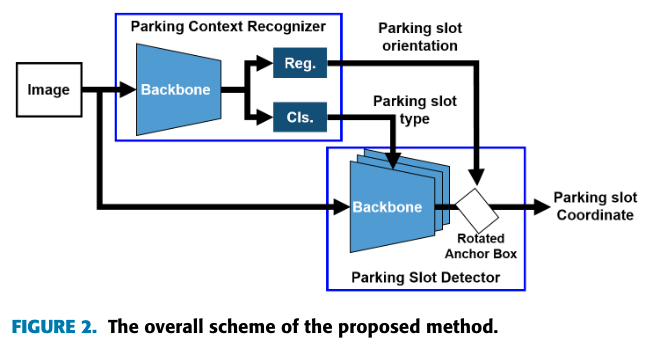 Parking Context Recognizer
Image
Backbone
Reg.
Cls.
Parking slot
orientation
Parking slot
type
Backbone
Rotated
Anchor Box
Parking slot
Coordinate
Parking Slot Detector
FIGURE 2. The overall scheme of the proposed method.